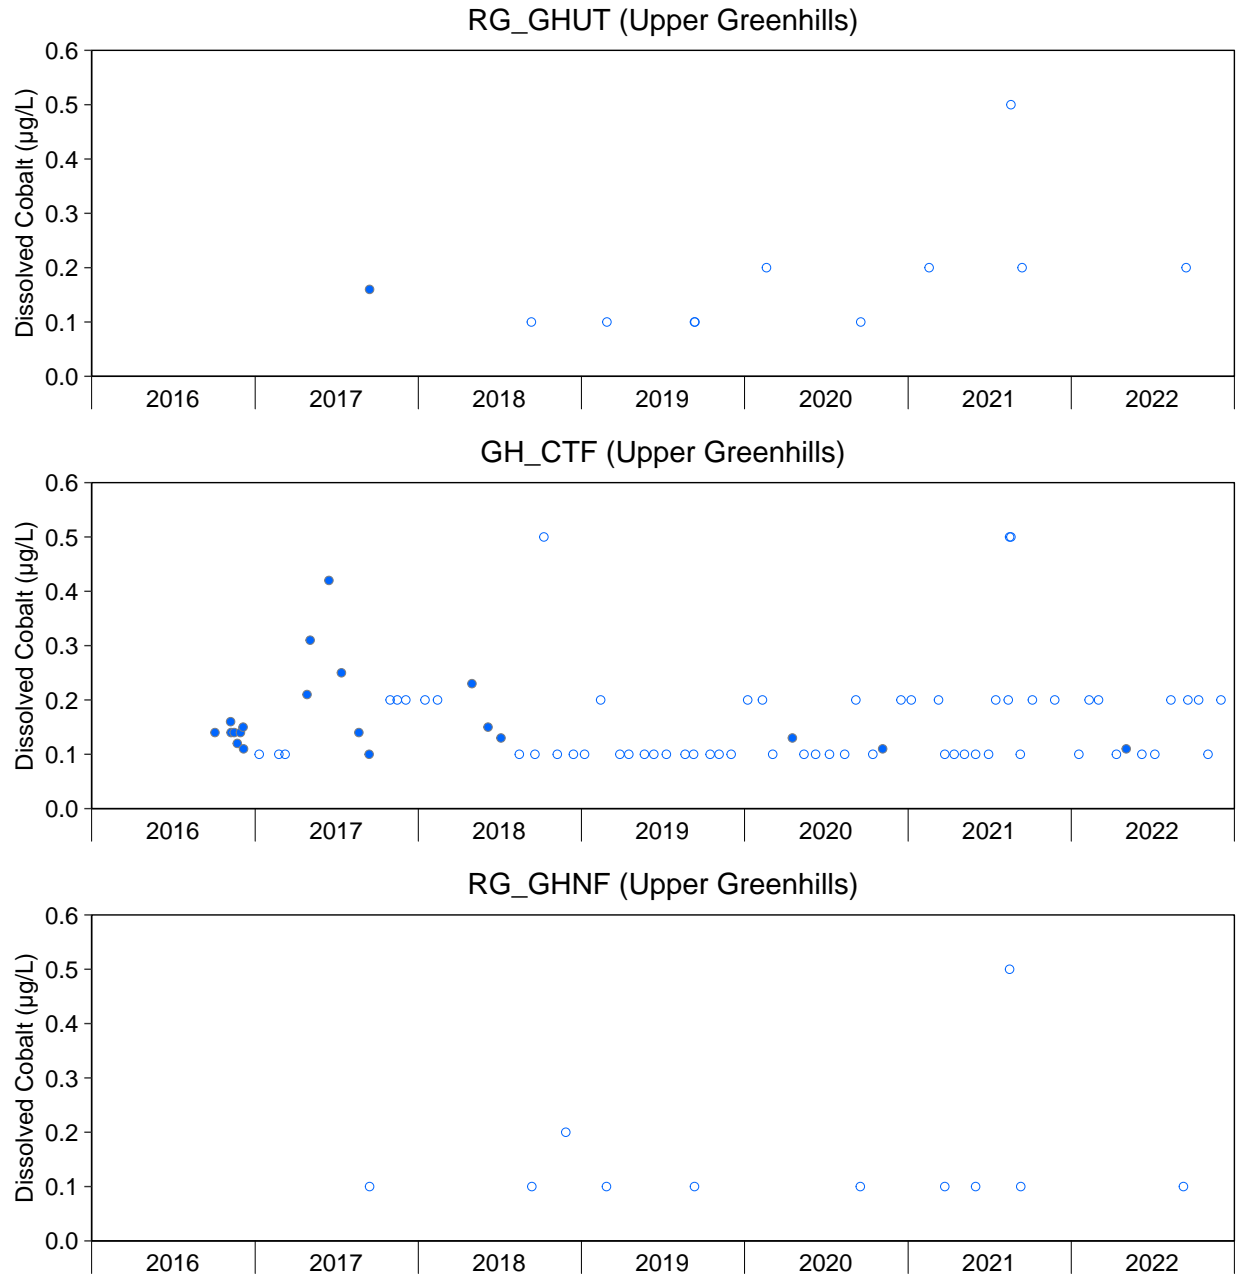 RG_GHUT (Upper Greenhills)
Dissolved Cobalt (µg/L)
0.6
0.5
0.4
0.3
0.2
0.1
0.0
2016 2017 2018 2019 2020 2021 2022
GH_CTF (Upper Greenhills)
Dissolved Cobalt (µg/L)
0.6
0.5
0.4
0.3
0.2
0.1
0.0
2016 2017 2018 2019 2020 2021 2022
RG_GHNF (Upper Greenhills)
Dissolved Cobalt (µg/L)
0.6
0.5
0.4
0.3
0.2
0.1
0.0
2016 2017 2018 2019 2020 2021 2022